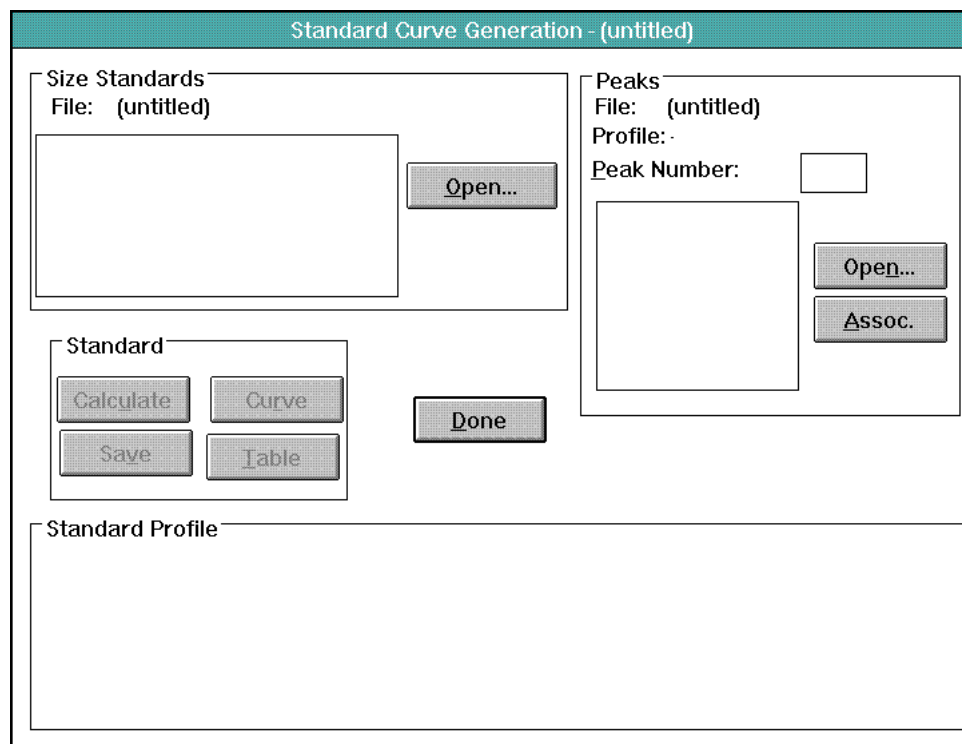 Standard Curve Generation - (untitled)
Size Standards
File: (untitled)
Open...
Peaks
File: (untitled)
Profile: -
Peak Number:
Open...
Assoc.
Standard
Calculate
Curve
Save
Table
Done
Standard Profile